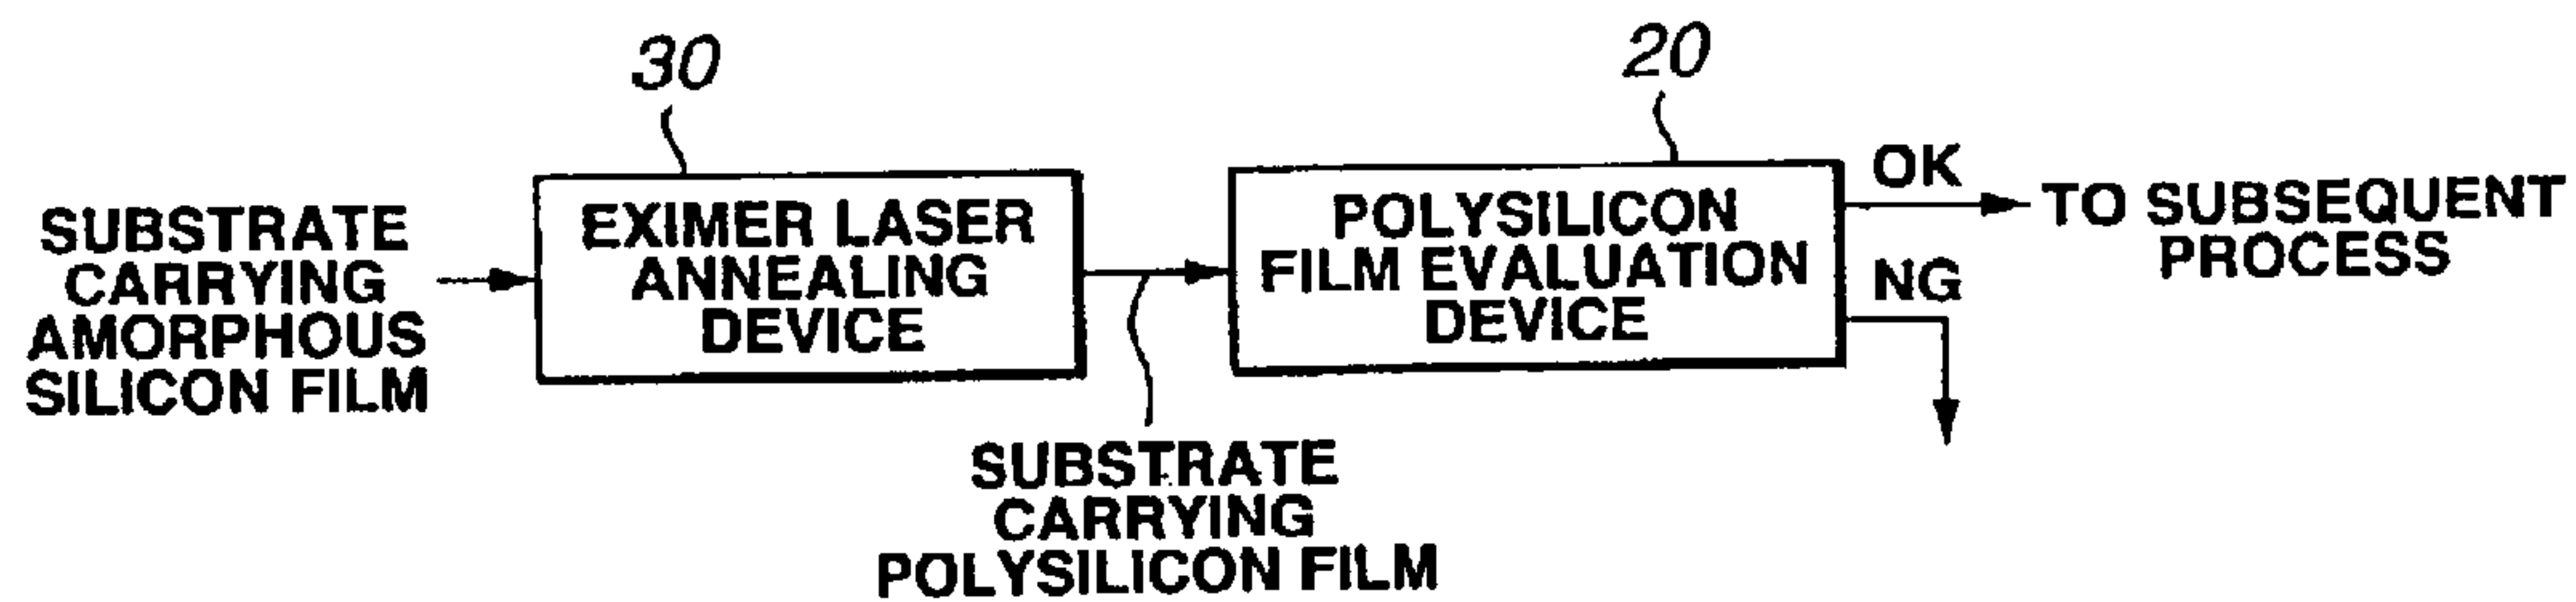 30
20
SUBSTRATE
CARRYING
AMORPHOUS
SILICON FILM
EXIMER LASER
ANNEALING
DEVICE
POLYSILICON
FILM EVALUATION
DEVICE
OK
TO SUBSEQUENT
PROCESS
NG
SUBSTRATE
CARRYING
POLYSILICON FILM